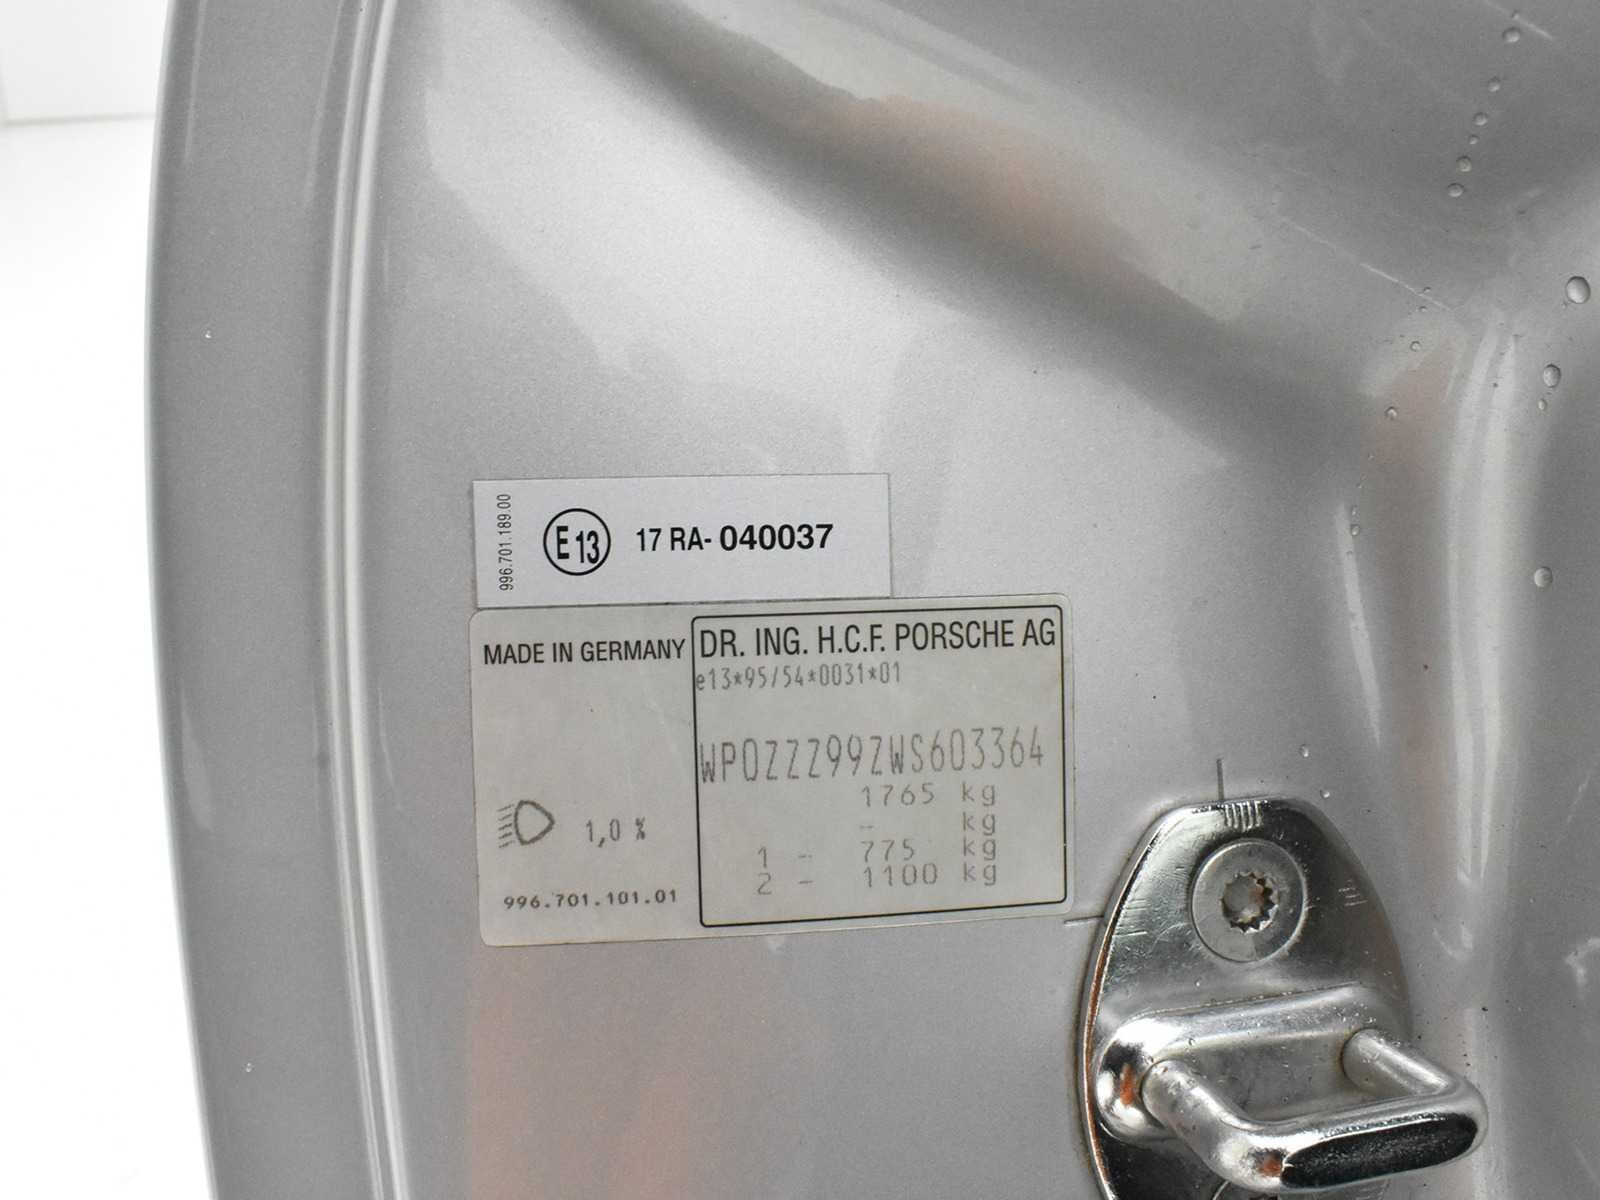 996.701.189.00
E 13 17 RA- 040037
MADE IN GERMANY
DR. ING. H.C.F. PORSCHE AG
e13*95/54*0031*01
WP0ZZZ99ZWS603364
1765 kg
- kg
1 - 775 kg
2 - 1100 kg
1,0 %
996.701.101.01